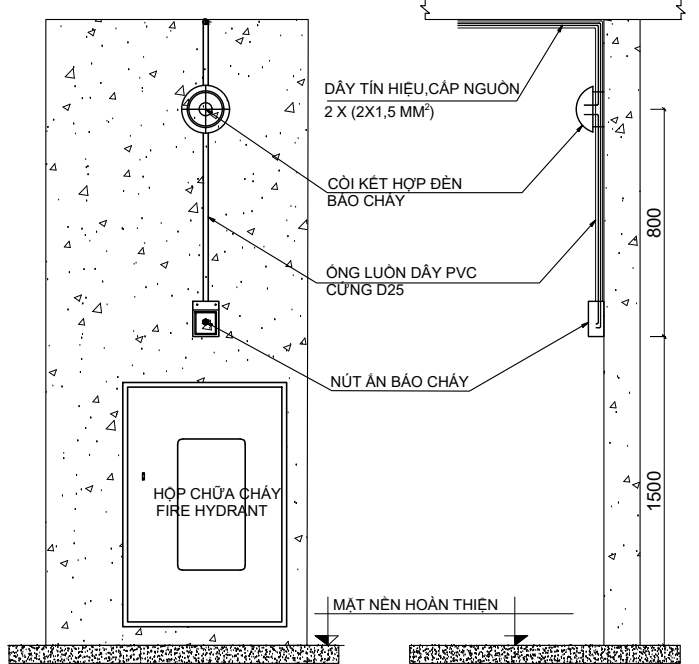 DÂY TÍN HIỆU,CẤP NGUỒN
2 X (2X1,5 MM²)
CÒI KẾT HỢP ĐÈN
BÁO CHÁY
800
ỐNG LUỒN DÂY PVC
CỨNG D25
NÚT ẤN BÁO CHÁY
HỘP CHỮA CHÁY
FIRE HYDRANT
1500
MẶT NỀN HOÀN THIỆN